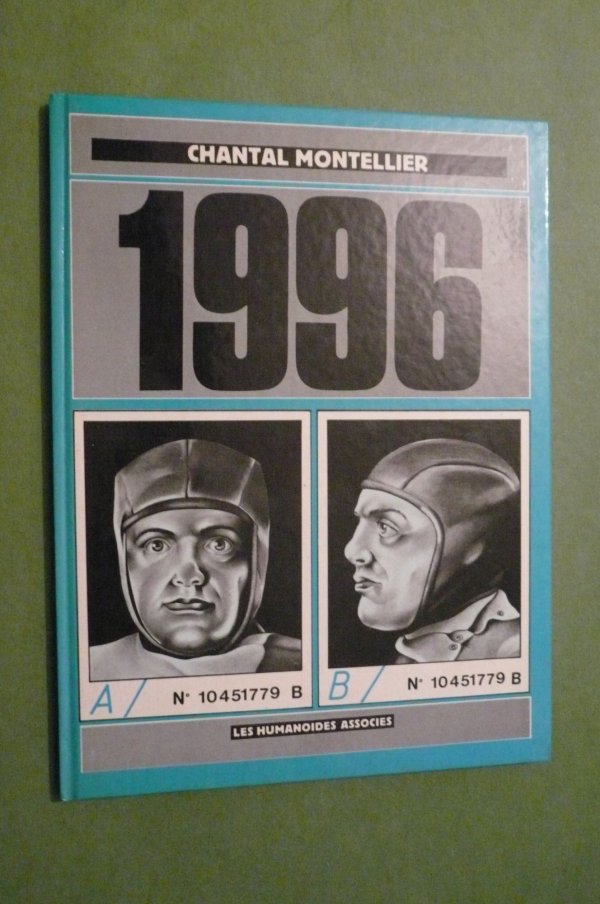 CHANTAL MONTELLIER
1996
A/ N° 10451779 B
B/ N° 10451779 B
LES HUMANOIDES ASSOCIES